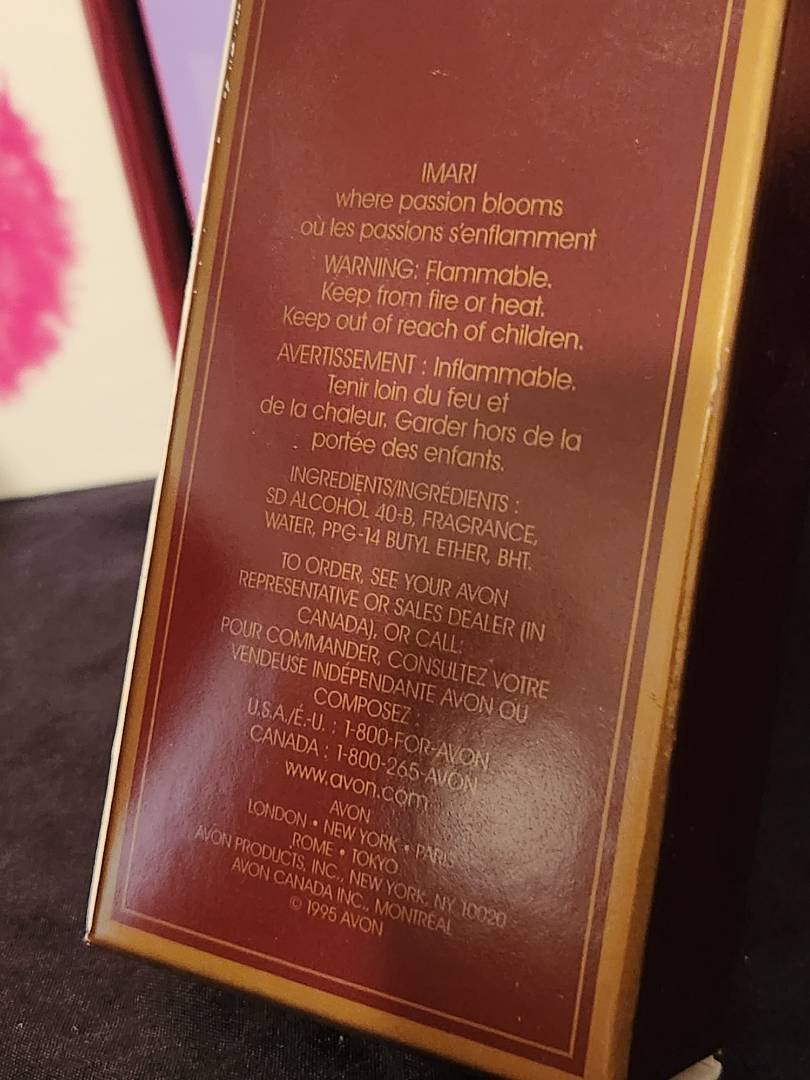 IMARI
where passion blooms
où les passions s'enflamment
WARNING: Flammable.
Keep from fire or heat.
Keep out of reach of children.
AVERTISSEMENT : Inflammable.
Tenir loin du feu et
de la chaleur. Garder hors de la
portée des enfants.
INGREDIENTS/INGRÉDIENTS :
SD ALCOHOL 40-B, FRAGRANCE,
WATER, PPG-14 BUTYL ETHER, BHT.
TO ORDER, SEE YOUR AVON
REPRESENTATIVE OR SALES DEALER (IN
CANADA), OR CALL:
POUR COMMANDER, CONSULTEZ VOTRE
VENDEUSE INDÉPENDANTE AVON OU
COMPOSEZ :
U.S.A./É.-U. : 1-800-FOR-AVON
CANADA : 1-800-265-AVON
www.avon.com
AVON
LONDON • NEW YORK • PARIS
ROME • TOKYO
AVON PRODUCTS, INC., NEW YORK, NY 10020
AVON CANADA INC., MONTRÉAL
© 1995 AVON